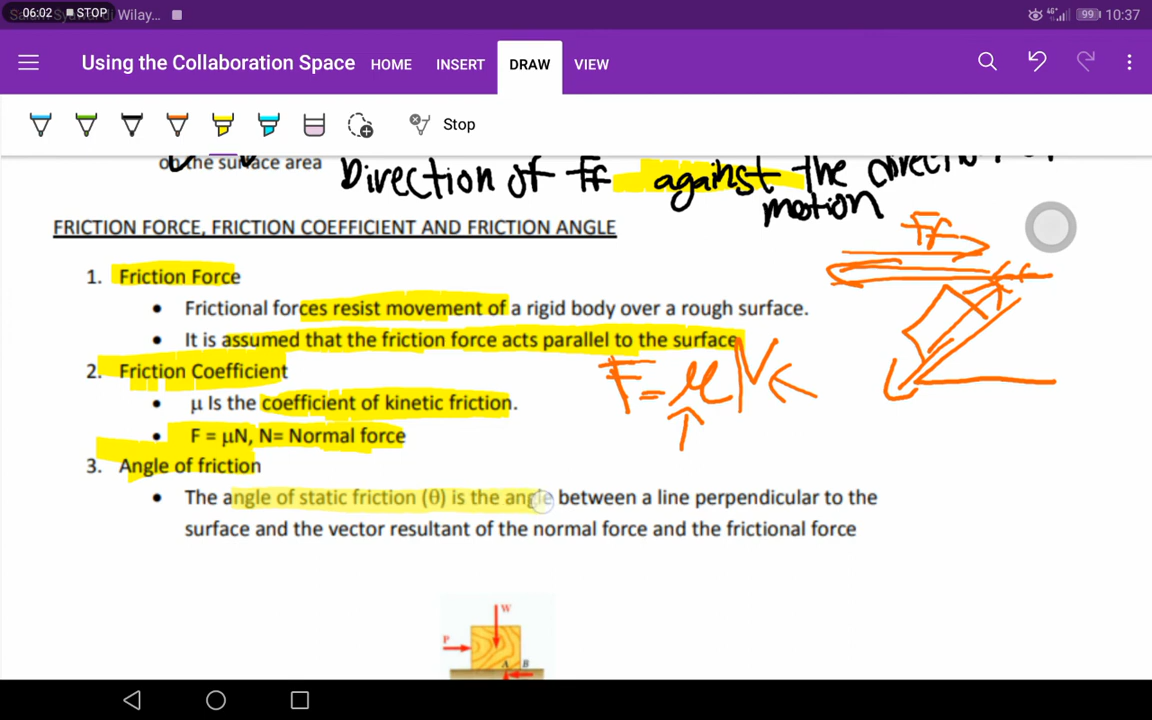 06:02 STOP Wilay...
99 10:37
Using the Collaboration Space HOME INSERT DRAW VIEW
Stop
on the surface area
Direction of Ff against the direction
motion
FRICTION FORCE, FRICTION COEFFICIENT AND FRICTION ANGLE
Ff
1. Friction Force
• Frictional forces resist movement of a rigid body over a rough surface.
• It is assumed that the friction force acts parallel to the surface
2. Friction Coefficient
F = μN
• μ Is the coefficient of kinetic friction.
• F = μN, N= Normal force
3. Angle of friction
• The angle of static friction (θ) is the angle between a line perpendicular to the
surface and the vector resultant of the normal force and the frictional force
W
P
A B